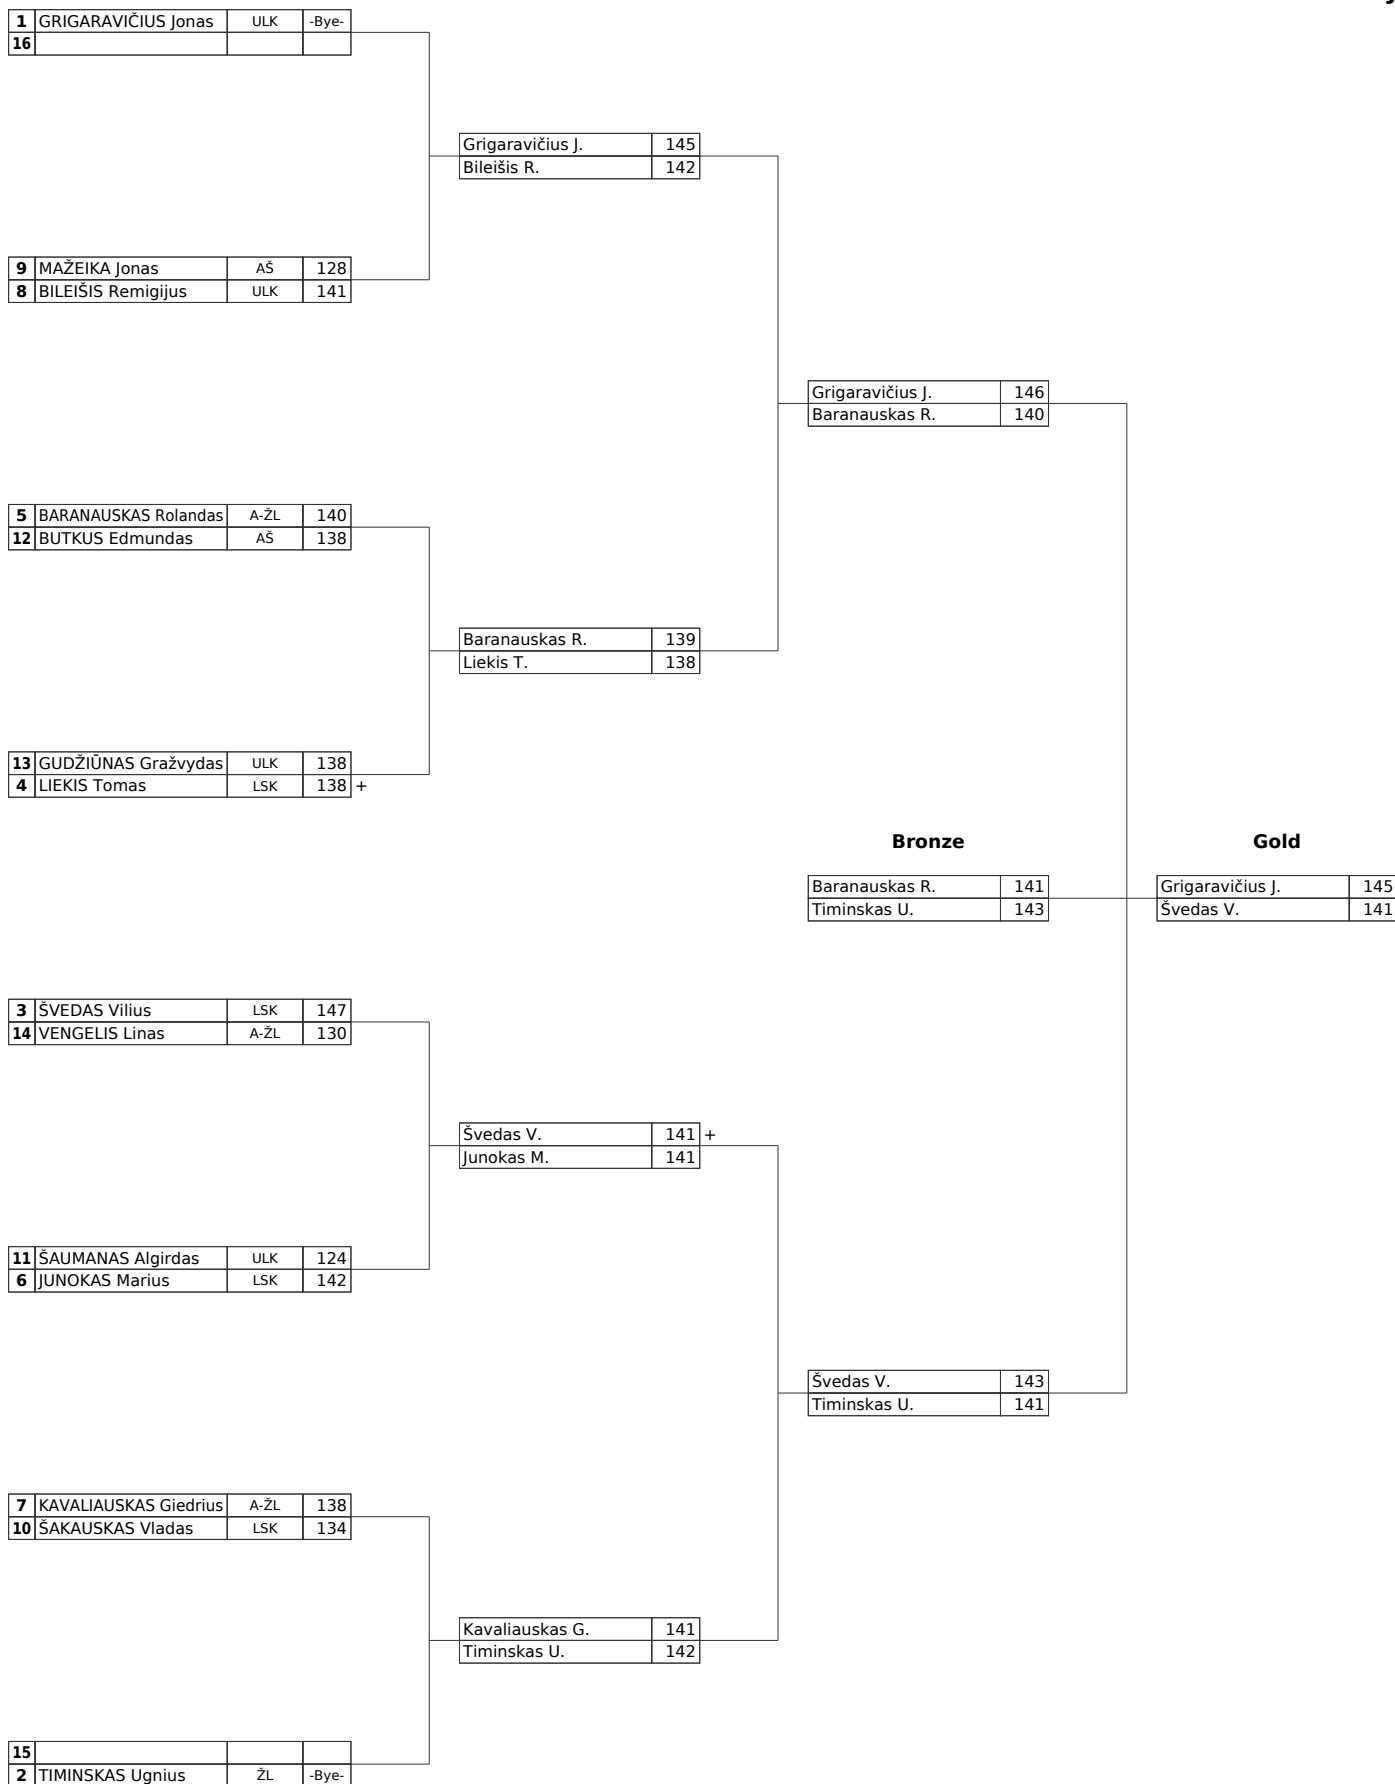 1 GRIGARAVIČIUS Jonas ULK -Bye-
16
Grigaravičius J. 145
Bileišis R. 142
9 MAŽEIKA Jonas AŠ 128
8 BILEIŠIS Remigijus ULK 141
Grigaravičius J. 146
Baranauskas R. 140
5 BARANAUSKAS Rolandas A-ŽL 140
12 BUTKUS Edmundas AŠ 138
Baranauskas R. 139
Liekis T. 138
13 GUDŽIŪNAS Gražvydas ULK 138
4 LIEKIS Tomas LSK 138 +
Bronze Gold
Baranauskas R. 141 Grigaravičius J. 145
Timinskas U. 143 Švedas V. 141
3 ŠVEDAS Vilius LSK 147
14 VENGELIS Linas A-ŽL 130
Švedas V. 141 +
Junokas M. 141
11 ŠAUMANAS Algirdas ULK 124
6 JUNOKAS Marius LSK 142
Švedas V. 143
Timinskas U. 141
7 KAVALIAUSKAS Giedrius A-ŽL 138
10 ŠAKAUSKAS Vladas LSK 134
Kavaliauskas G. 141
Timinskas U. 142
15
2 TIMINSKAS Ugnius ŽL -Bye-